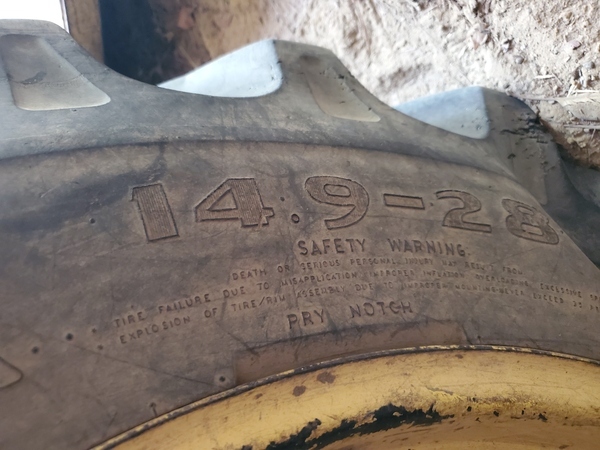 14.9-28
SAFETY WARNING
DEATH OR SERIOUS PERSONAL INJURY MAY RESULT FROM
TIRE FAILURE DUE TO MISAPPLICATION IMPROPER INFLATION OVERLOADING EXCESSIVE
EXPLOSION OF TIRE/RIM ASSEMBLY DUE TO IMPROPER MOUNTING NEVER EXCEED 35
PRY NOTCH